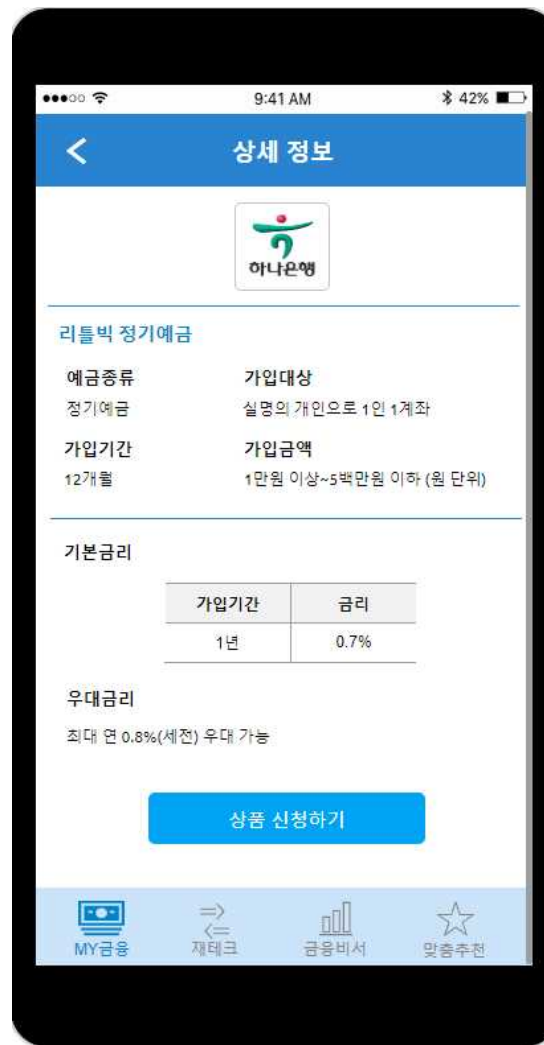 9:41 AM
42%
상세 정보
하나은행
리틀빅 정기예금
예금종류 가입대상
정기예금 실명의 개인으로 1인 1계좌
가입기간 가입금액
12개월 1만원 이상~5백만원 이하 (원 단위)
기본금리
가입기간 금리
1년 0.7%
우대금리
최대 연 0.8%(세전) 우대 가능
상품 신청하기
MY금융 재테크 금융비서 맞춤추천